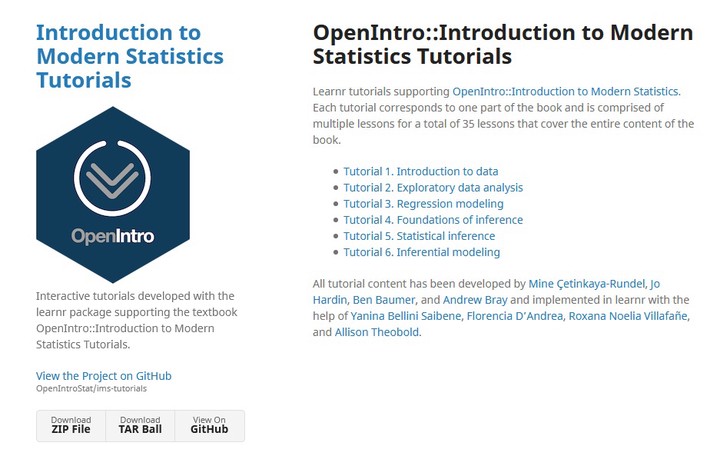 Introduction to
Modern Statistics
Tutorials
OpenIntro
Interactive tutorials developed with the
learnr package supporting the textbook
OpenIntro::Introduction to Modern
Statistics Tutorials.
View the Project on GitHub
OpenIntroStat/ims-tutorials
Download
ZIP File
Download
TAR Ball
View On
GitHub
OpenIntro::Introduction to Modern
Statistics Tutorials
Learnr tutorials supporting OpenIntro::Introduction to Modern Statistics.
Each tutorial corresponds to one part of the book and is comprised of
multiple lessons for a total of 35 lessons that cover the entire content of the
book.
Tutorial 1. Introduction to data
Tutorial 2. Exploratory data analysis
Tutorial 3. Regression modeling
Tutorial 4. Foundations of inference
Tutorial 5. Statistical inference
Tutorial 6. Inferential modeling
All tutorial content has been developed by Mine Çetinkaya-Rundel, Jo
Hardin, Ben Baumer, and Andrew Bray and implemented in learnr with the
help of Yanina Bellini Saibene, Florencia D'Andrea, Roxana Noelia Villafañe,
and Allison Theobold.